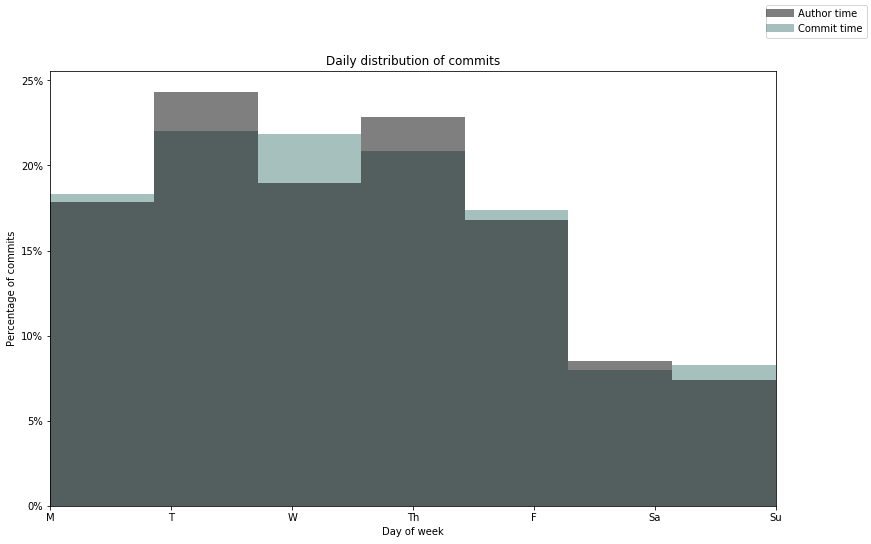 Author time
Commit time
Daily distribution of commits
25%
20%
15%
10%
5%
0%
Percentage of commits
M T W Th F Sa Su
Day of week